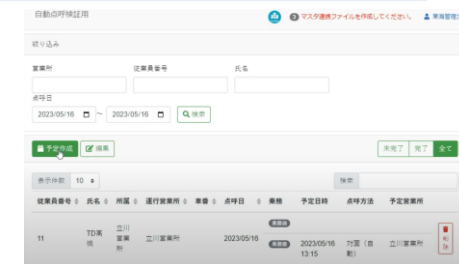 自動点呼検証用
マスタ連携ファイルを作成してください。
絞り込み
営業所 従業員番号 氏名
点呼日
2023/05/16 ~ 2023/05/16 検索
予定作成 編集 未完了 完了 全て
表示件数 10 検索
従業員番号 氏名 所属 運行営業所 車番 点呼日 乗務 予定日時 点呼方法 予定営業所
11 立川営業所 立川営業所 2023/05/16 2023/05/16 13:15 対面(自動) 立川営業所 削除